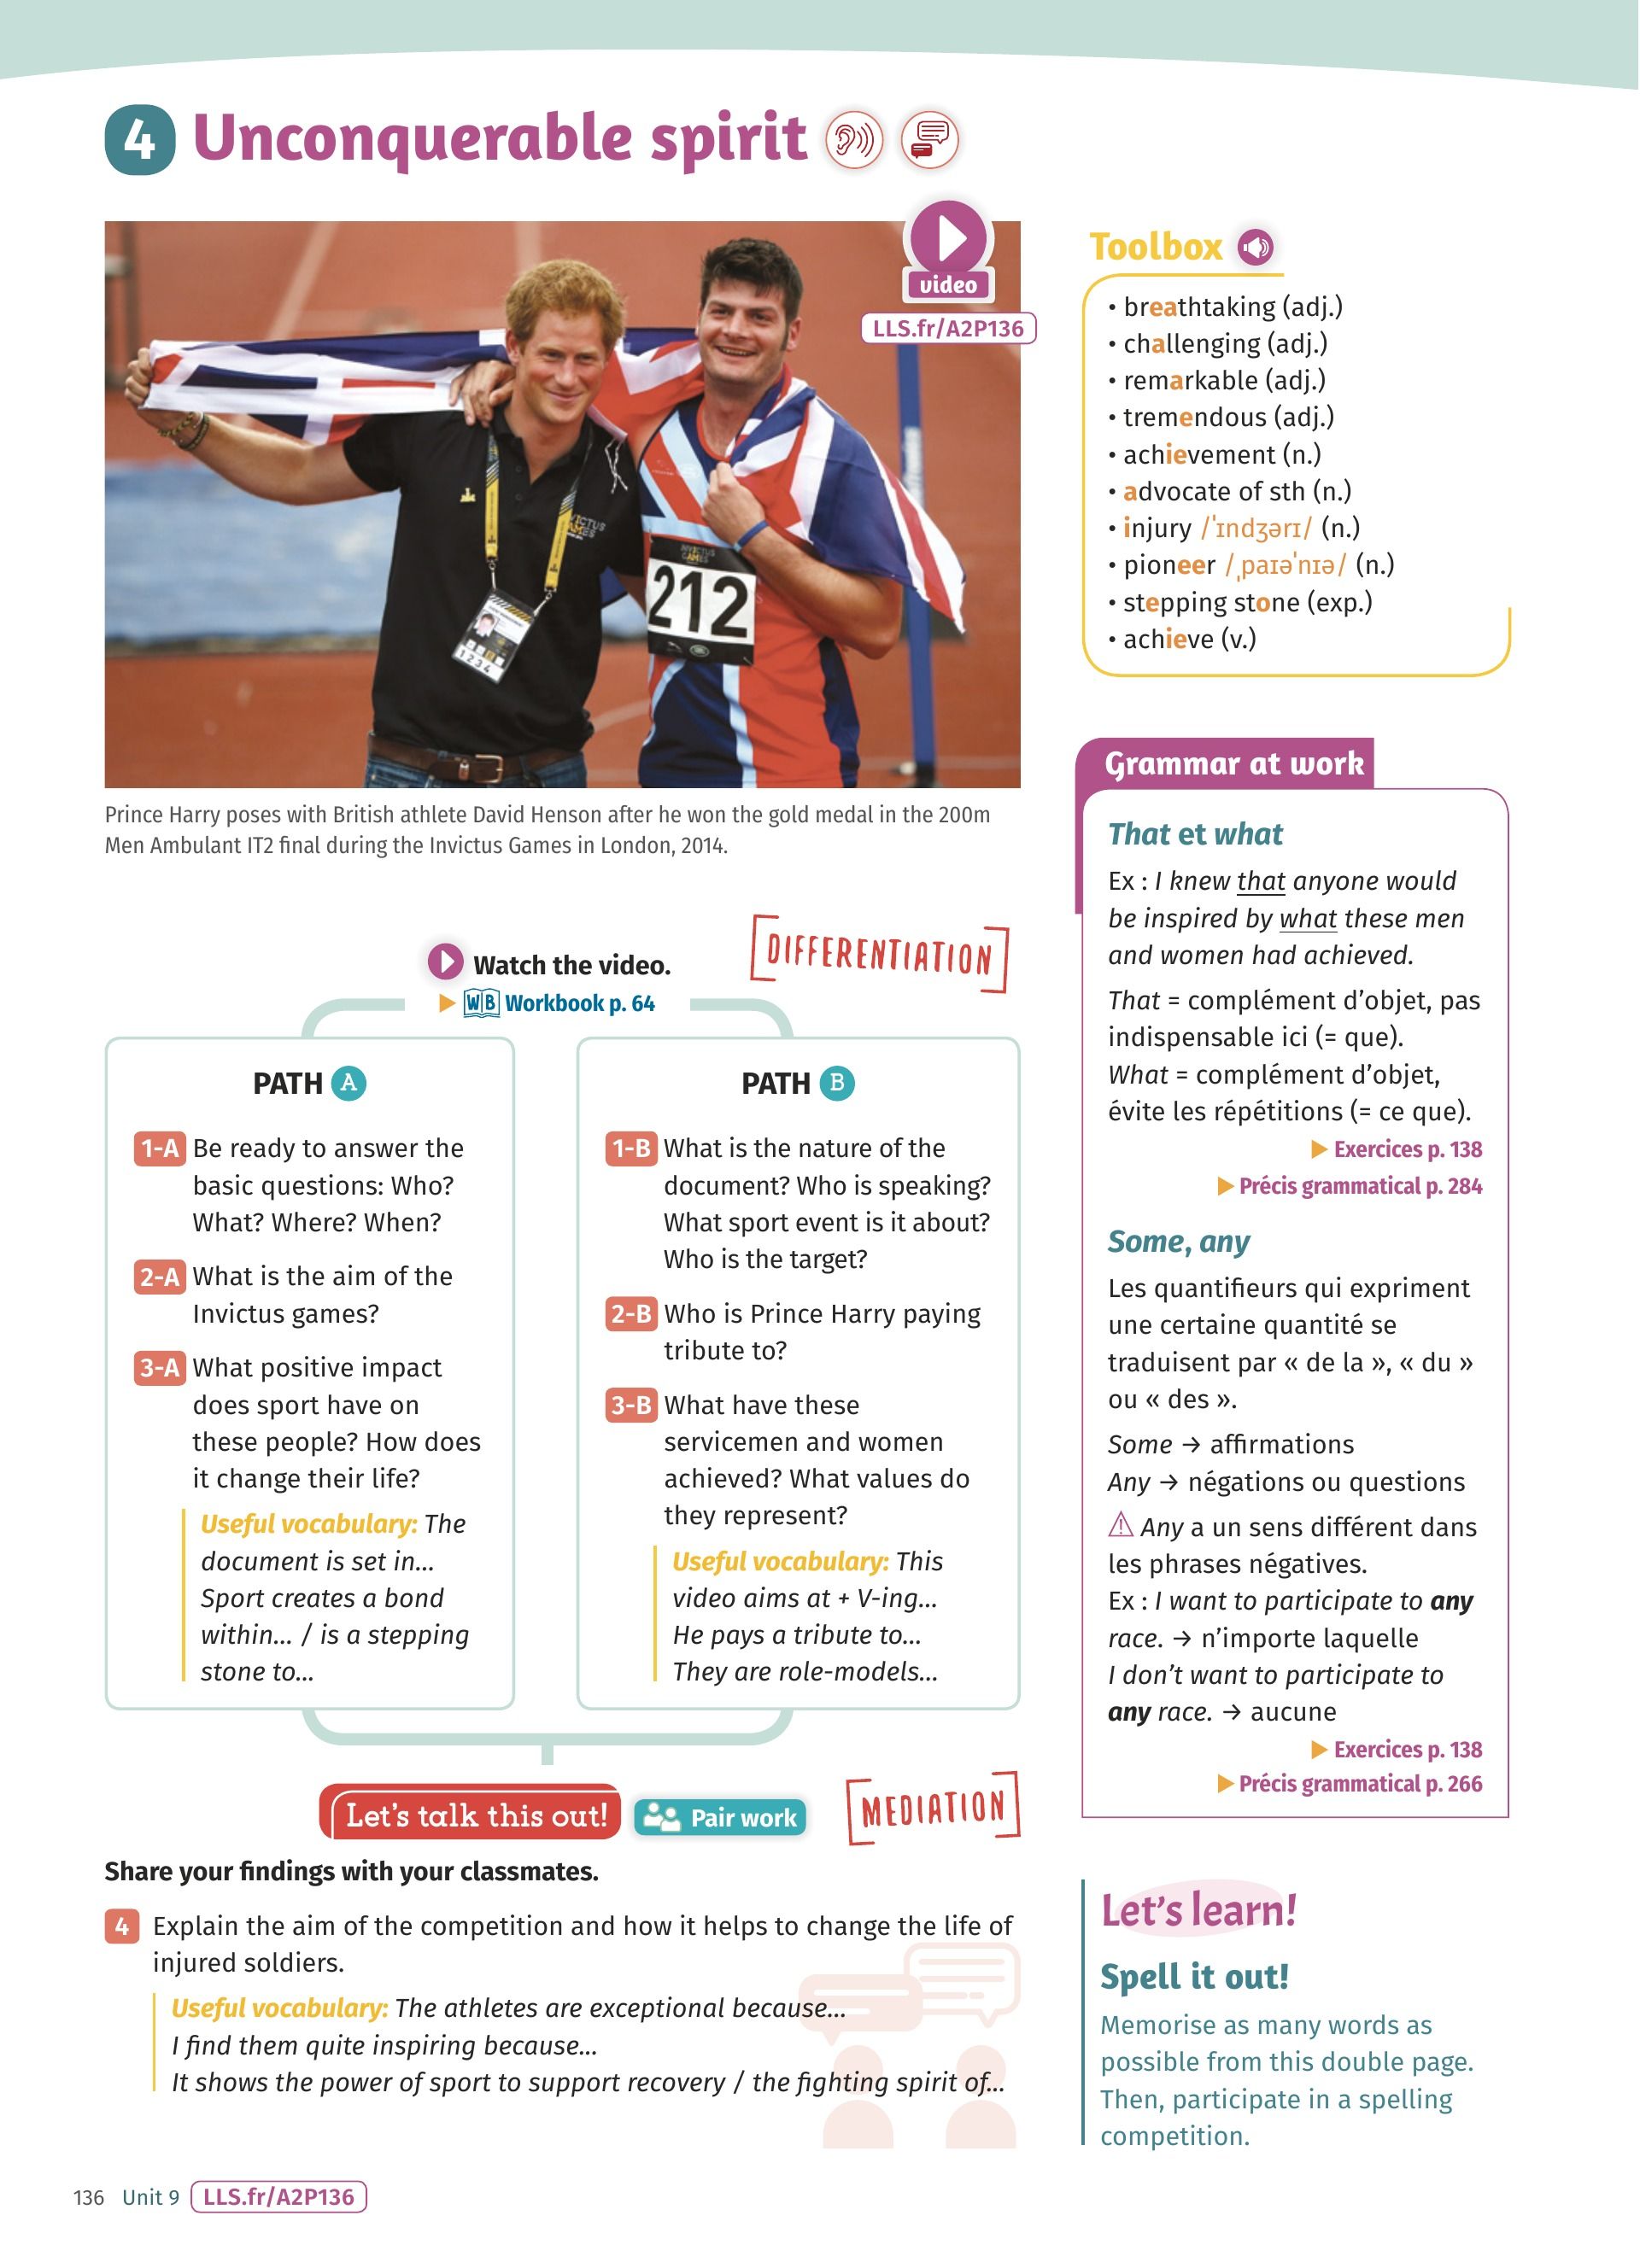 4 Unconquerable spirit
video
LLS.fr/A2P136
INVICTUS
GAMES
INVICTUS
GAMES
212
1234
Prince Harry poses with British athlete David Henson after he won the gold medal in the 200m
Men Ambulant IT2 final during the Invictus Games in London, 2014.
DIFFERENTIATION
Watch the video.
WB Workbook p. 64
PATH A
1-A Be ready to answer the
basic questions: Who?
What? Where? When?
2-A What is the aim of the
Invictus games?
3-A What positive impact
does sport have on
these people? How does
it change their life?
Useful vocabulary: The
document is set in...
Sport creates a bond
within... / is a stepping
stone to...
PATH B
1-B What is the nature of the
document? Who is speaking?
What sport event is it about?
Who is the target?
2-B Who is Prince Harry paying
tribute to?
3-B What have these
servicemen and women
achieved? What values do
they represent?
Useful vocabulary: This
video aims at + V-ing...
He pays a tribute to...
They are role-models...
Let's talk this out! Pair work
MEDIATION
Share your findings with your classmates.
4 Explain the aim of the competition and how it helps to change the life of
injured soldiers.
Useful vocabulary: The athletes are exceptional because...
I find them quite inspiring because...
It shows the power of sport to support recovery / the fighting spirit of...
Toolbox
• breathtaking (adj.)
• challenging (adj.)
• remarkable (adj.)
• tremendous (adj.)
• achievement (n.)
• advocate of sth (n.)
• injury /ˈɪndʒərɪ/ (n.)
• pioneer /ˌpaɪəˈnɪə/ (n.)
• stepping stone (exp.)
• achieve (v.)
Grammar at work
That et what
Ex : I knew that anyone would
be inspired by what these men
and women had achieved.
That = complément d'objet, pas
indispensable ici (= que).
What = complément d'objet,
évite les répétitions (= ce que).
▶ Exercices p. 138
▶ Précis grammatical p. 284
Some, any
Les quantifieurs qui expriment
une certaine quantité se
traduisent par « de la », « du »
ou « des ».
Some → affirmations
Any → négations ou questions
⚠ Any a un sens différent dans
les phrases négatives.
Ex : I want to participate to any
race. → n'importe laquelle
I don't want to participate to
any race. → aucune
▶ Exercices p. 138
▶ Précis grammatical p. 266
Let's learn!
Spell it out!
Memorise as many words as
possible from this double page.
Then, participate in a spelling
competition.
136 Unit 9 LLS.fr/A2P136